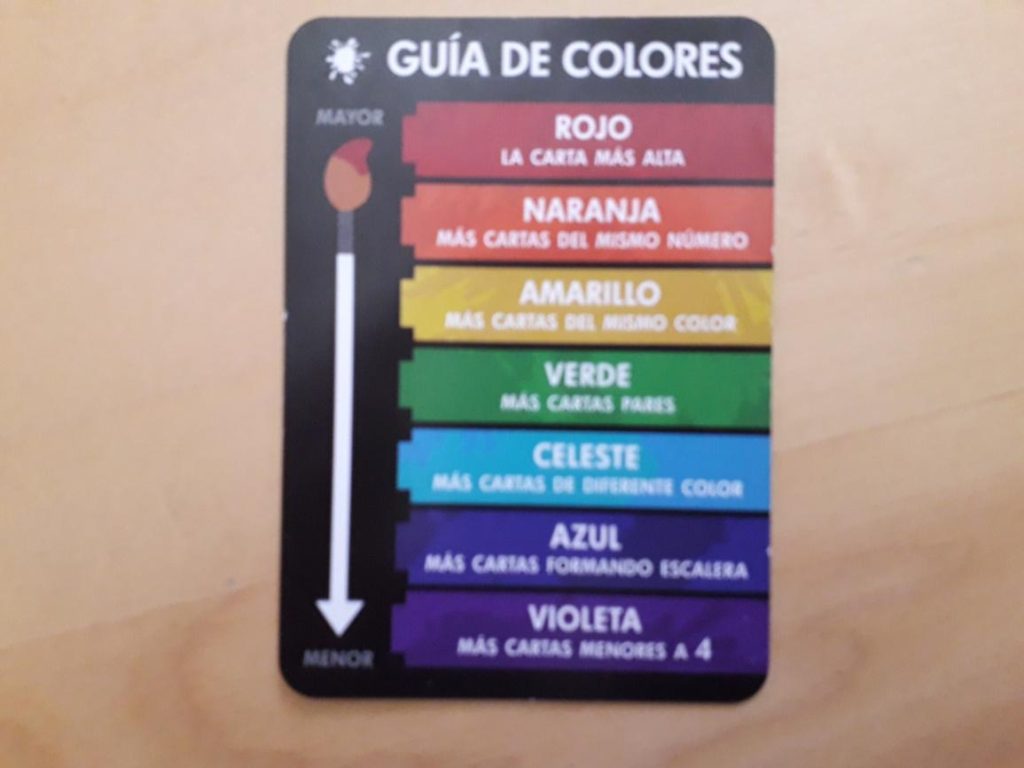 GUÍA DE COLORES
MAYOR
ROJO
LA CARTA MÁS ALTA
NARANJA
MÁS CARTAS DEL MISMO NÚMERO
AMARILLO
MÁS CARTAS DEL MISMO COLOR
VERDE
MÁS CARTAS PARES
CELESTE
MÁS CARTAS DE DIFERENTE COLOR
AZUL
MÁS CARTAS FORMANDO ESCALERA
VIOLETA
MÁS CARTAS MENORES A 4
MENOR